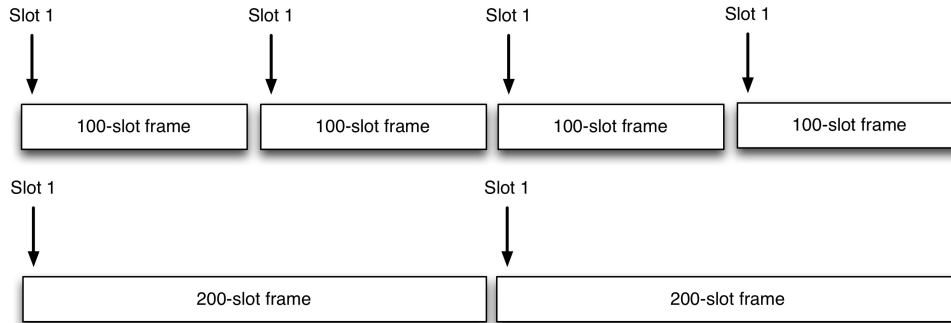 Slot 1 Slot 1 Slot 1 Slot 1
100-slot frame 100-slot frame 100-slot frame 100-slot frame
Slot 1 Slot 1
200-slot frame 200-slot frame